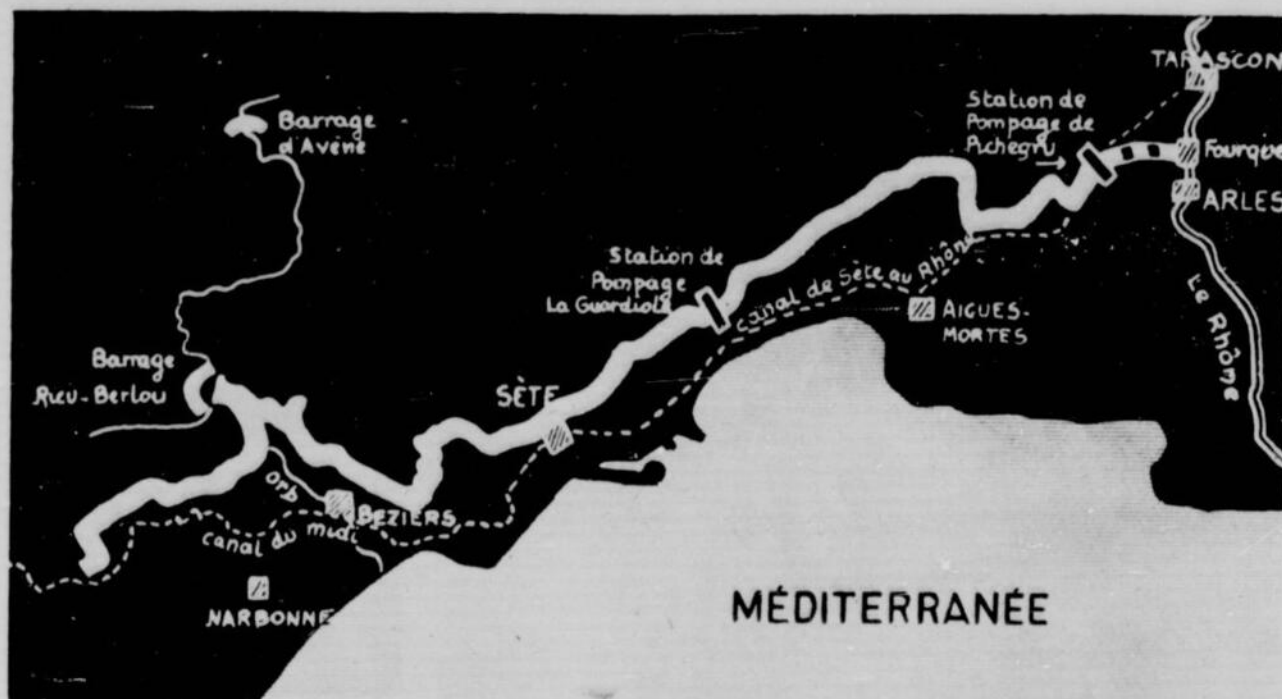 TARASCON
Station de
Pompage de
Pichegru
Barrage
d'Avène
Fourque
ARLES
Station de
Pompage
La Guardiole
canal de Sète au Rhône
Le Rhône
AIGUES-
MORTES
Barrage
Rieu-Berlou
SÈTE
Orb
BEZIERS
canal du midi
NARBONNE
MÉDITERRANÉE